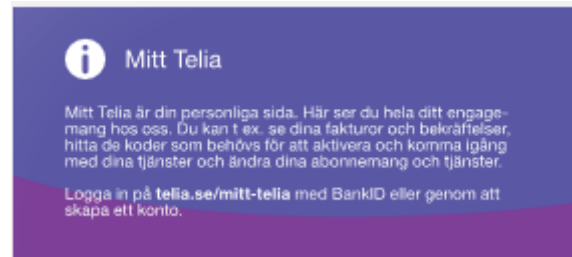 i
Mitt Telia
Mitt Telia är din personliga sida. Här ser du hela ditt engage-
mang hos oss. Du kan t ex. se dina fakturor och bekräftelser,
hitta de koder som behövs för att aktivera och komma igång
med dina tjänster och ändra dina abonnemang och tjänster.
Logga in på telia.se/mitt-telia med BankID eller genom att
skapa ett konto.